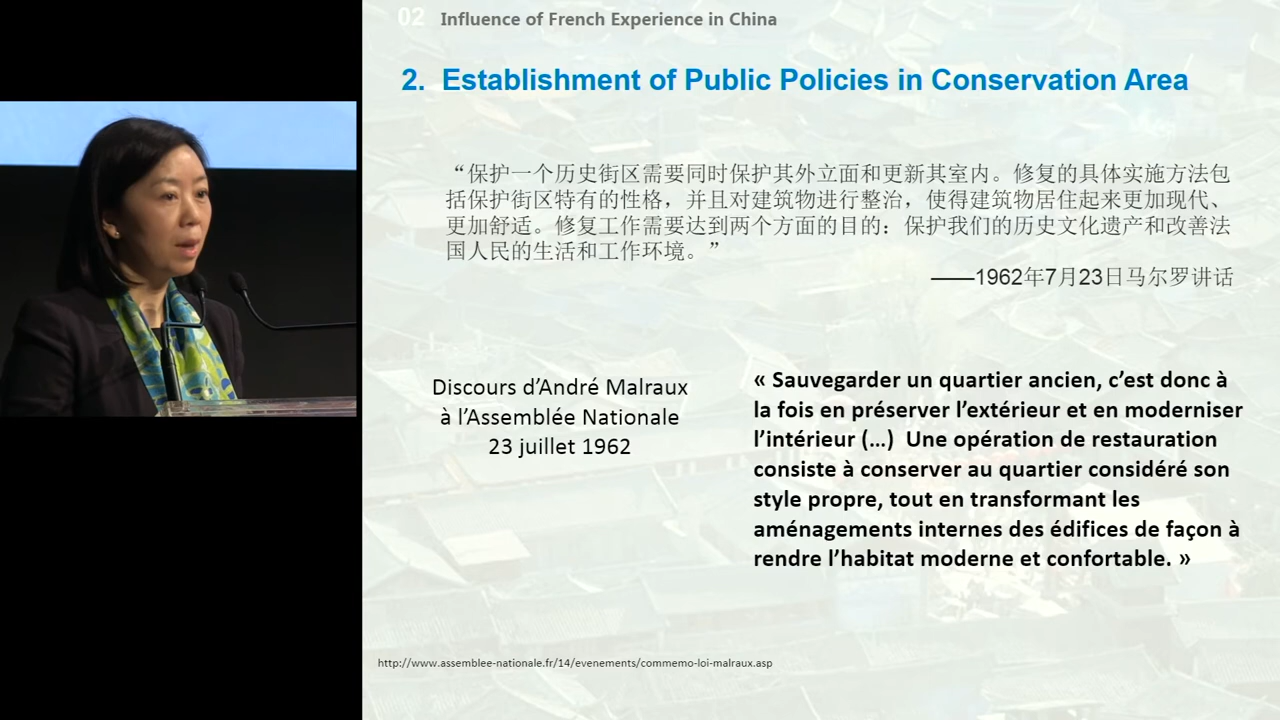 02 Influence of French Experience in China
2. Establishment of Public Policies in Conservation Area
“保护一个历史街区需要同时保护其外立面和更新其室内。修复的具体实施方法包
括保护街区特有的性格，并且对建筑物进行整治，使得建筑物居住起来更加现代、
更加舒适。修复工作需要达到两个方面的目的：保护我们的历史文化遗产和改善法
国人民的生活和工作环境。”
——1962年7月23日马尔罗讲话
Discours d’André Malraux
à l’Assemblée Nationale
23 juillet 1962
« Sauvegarder un quartier ancien, c’est donc à
la fois en préserver l’extérieur et en moderniser
l’intérieur (…) Une opération de restauration
consiste à conserver au quartier considéré son
style propre, tout en transformant les
aménagements internes des édifices de façon à
rendre l’habitat moderne et confortable. »
http://www.assemblee-nationale.fr/14/evenements/commemo-loi-malraux.asp